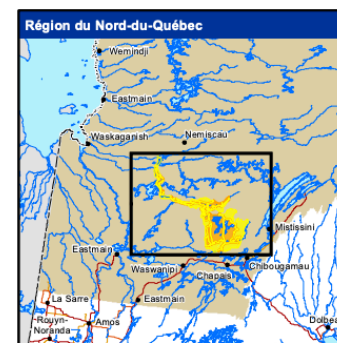 Région du Nord-du-Québec
Wemindji
Eastmain
Waskaganish
Nemiscau
Mistissini
Eastmain
Waswanipi
Chibougamau
Chapais
La Sarre
Eastmain
Rouyn-
Noranda
Amos
Dolbea